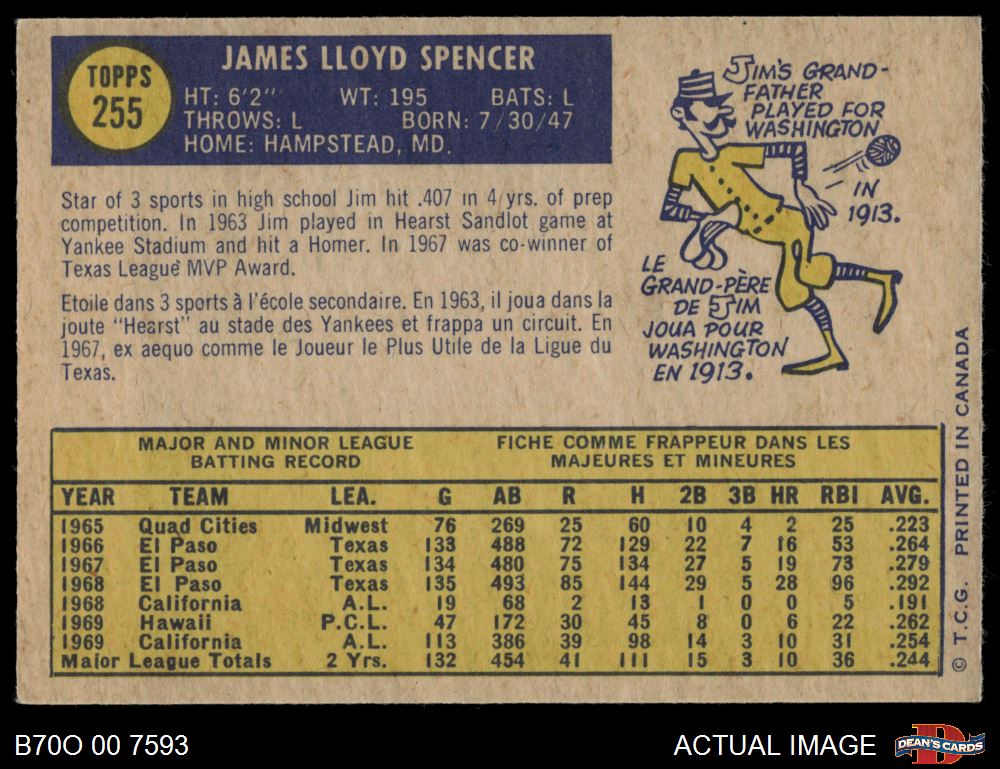 TOPPS
255
JAMES LLOYD SPENCER
HT: 6'2" WT: 195 BATS: L
THROWS: L BORN: 7/30/47
HOME: HAMPSTEAD, MD.
Star of 3 sports in high school Jim hit .407 in 4 yrs. of prep
competition. In 1963 Jim played in Hearst Sandlot game at
Yankee Stadium and hit a Homer. In 1967 was co-winner of
Texas League MVP Award.
Etoile dans 3 sports à l'école secondaire. En 1963, il joua dans la
joute "Hearst" au stade des Yankees et frappa un circuit. En
1967, ex aequo comme le Joueur le Plus Utile de la Ligue du
Texas.
JIM'S GRAND-
FATHER
PLAYED FOR
WASHINGTON
IN
1913.
LE
GRAND-PÈRE
DE JIM
JOUA POUR
WASHINGTON
EN 1913.
MAJOR AND MINOR LEAGUE
BATTING RECORD
FICHE COMME FRAPPEUR DANS LES
MAJEURES ET MINEURES
YEAR TEAM LEA. G AB R H 2B 3B HR RBI AVG.
1965 Quad Cities Midwest 76 269 25 60 10 4 2 25 .223
1966 El Paso Texas 133 488 72 129 22 7 16 53 .264
1967 El Paso Texas 134 480 75 134 27 5 19 73 .279
1968 El Paso Texas 135 493 85 144 29 5 28 96 .292
1968 California A.L. 19 68 2 13 1 0 0 5 .191
1969 Hawaii P.C.L. 47 172 30 45 8 0 6 22 .262
1969 California A.L. 113 386 39 98 14 3 10 31 .254
Major League Totals 2 Yrs. 132 454 41 111 15 3 10 36 .244
© T.C.G. PRINTED IN CANADA
B70O 00 7593
ACTUAL IMAGE
D
DEAN'S CARDS